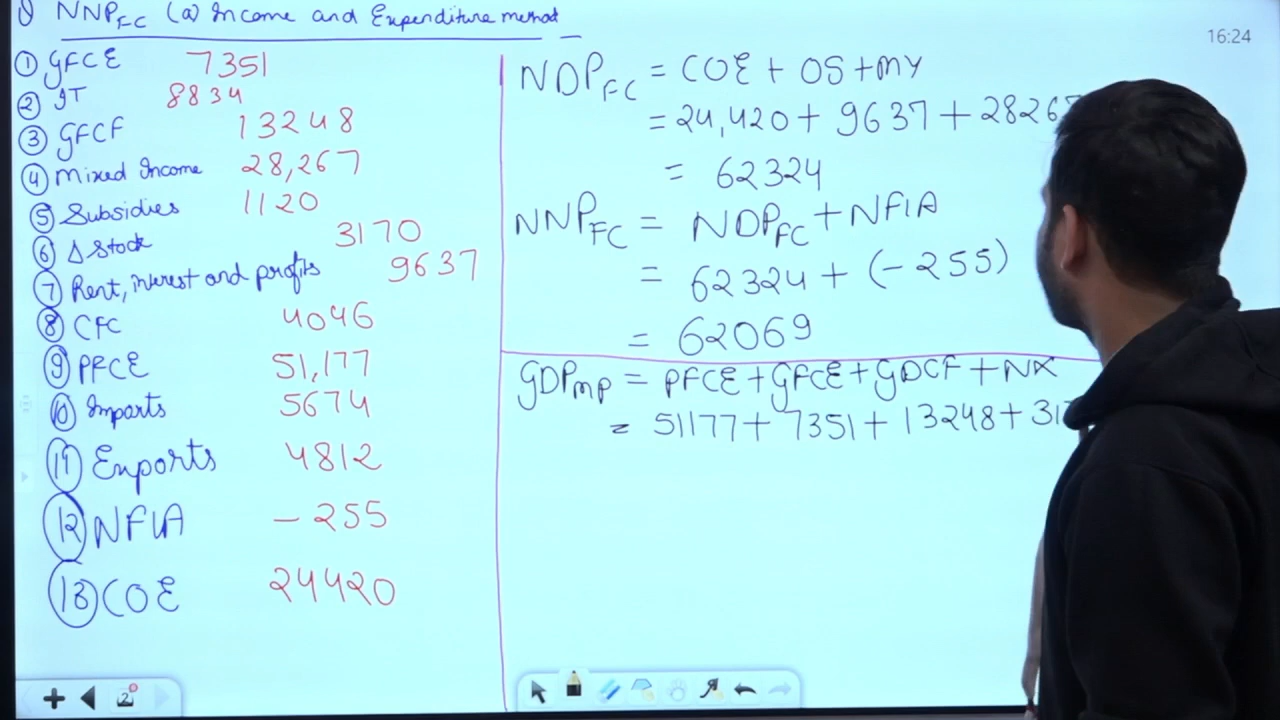 1) NNPFC (a) Income and Expenditure method
16:24
① GFCE 7351
② IT 8834
③ GFCF 13248
④ Mixed Income 28,267
⑤ Subsidies 1120
⑥ Δ Stock 3170
⑦ Rent, interest and profits 9637
⑧ CFC 4046
⑨ PFCE 51,177
⑩ Imports 5674
⑪ Exports 4812
⑫ NFIA - 255
⑬ COE 24420
NDPFC = COE + OS + MY
= 24,420 + 9637 + 2826
= 62324
NNPFC = NDPFC + NFIA
= 62324 + (-255)
= 62069
GDPMP = PFCE + GFCE + GDCF + NX
= 51177 + 7351 + 13248 + 31
2